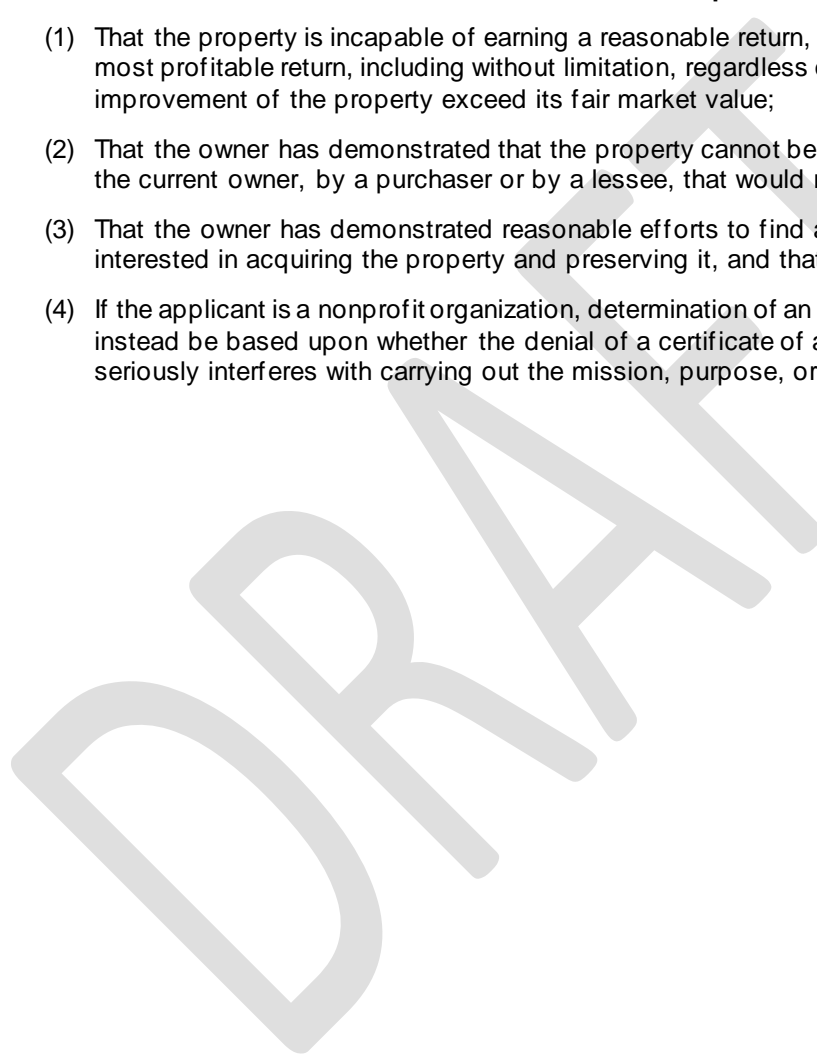 (1) That the property is incapable of earning a reasonable return,
most profitable return, including without limitation, regardless
improvement of the property exceed its fair market value;
(2) That the owner has demonstrated that the property cannot be
the current owner, by a purchaser or by a lessee, that would
(3) That the owner has demonstrated reasonable efforts to find
interested in acquiring the property and preserving it, and that
(4) If the applicant is a nonprofit organization, determination of an
instead be based upon whether the denial of a certificate of
seriously interferes with carrying out the mission, purpose, or
DRAFT